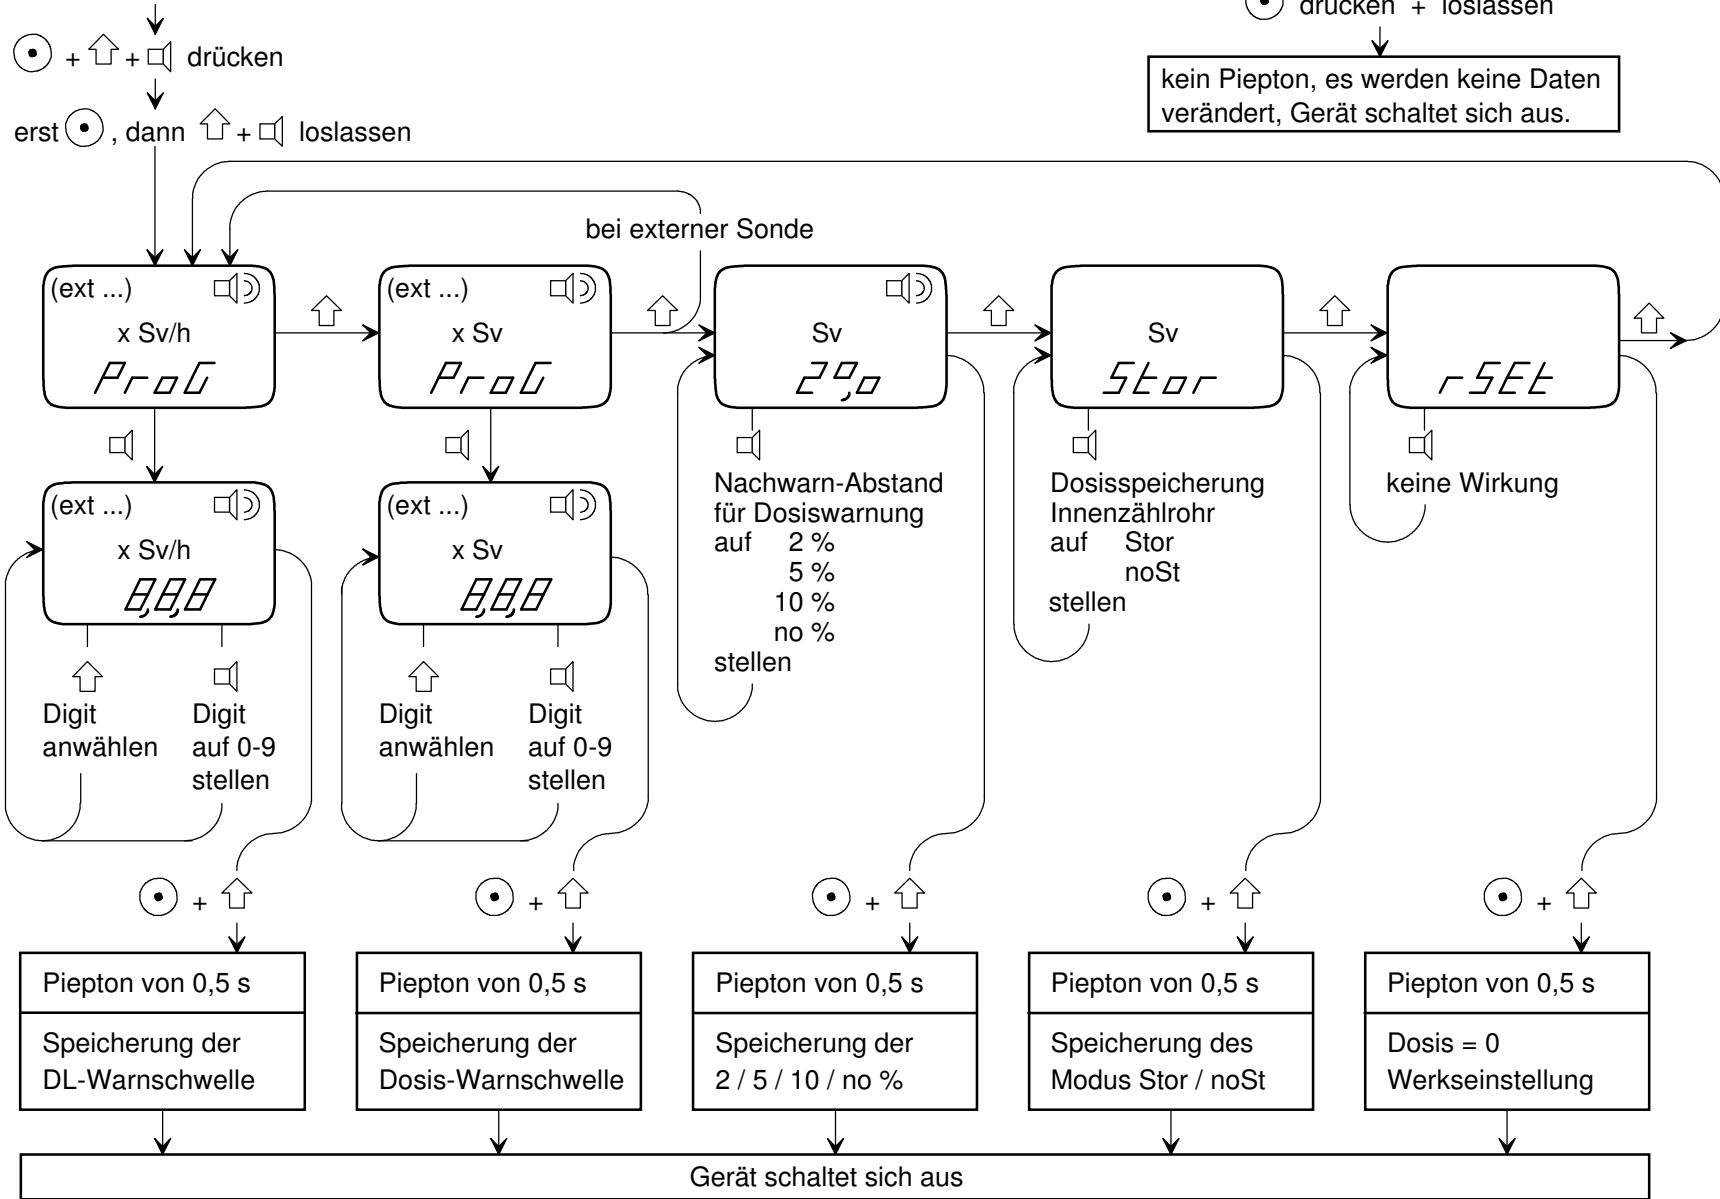 drücken + loslassen
kein Piepton, es werden keine Daten
verändert, Gerät schaltet sich aus.
+ + drücken
erst , dann + loslassen
bei externer Sonde
(ext ...)
x Sv/h
ProG
(ext ...)
x Sv
ProG
Sv
2%
Sv
Stor
rSEt
(ext ...)
x Sv/h
8,8,8
Digit
anwählen
Digit
auf 0-9
stellen
(ext ...)
x Sv
8,8,8
Digit
anwählen
Digit
auf 0-9
stellen
Nachwarn-Abstand
für Dosiswarnung
auf 2 %
5 %
10 %
no %
stellen
Dosisspeicherung
Innenzählrohr
auf Stor
noSt
stellen
keine Wirkung
+
+
+
+
+
Piepton von 0,5 s
Speicherung der
DL-Warnschwelle
Piepton von 0,5 s
Speicherung der
Dosis-Warnschwelle
Piepton von 0,5 s
Speicherung der
2 / 5 / 10 / no %
Piepton von 0,5 s
Speicherung des
Modus Stor / noSt
Piepton von 0,5 s
Dosis = 0
Werkseinstellung
Gerät schaltet sich aus